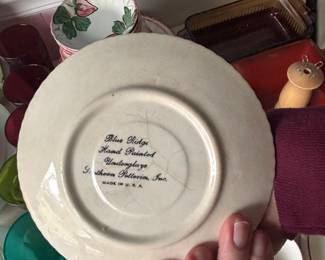 Blue Ridge
Hand Painted
Underglaze
Southern Potteries, Inc.
MADE IN U.S.A.